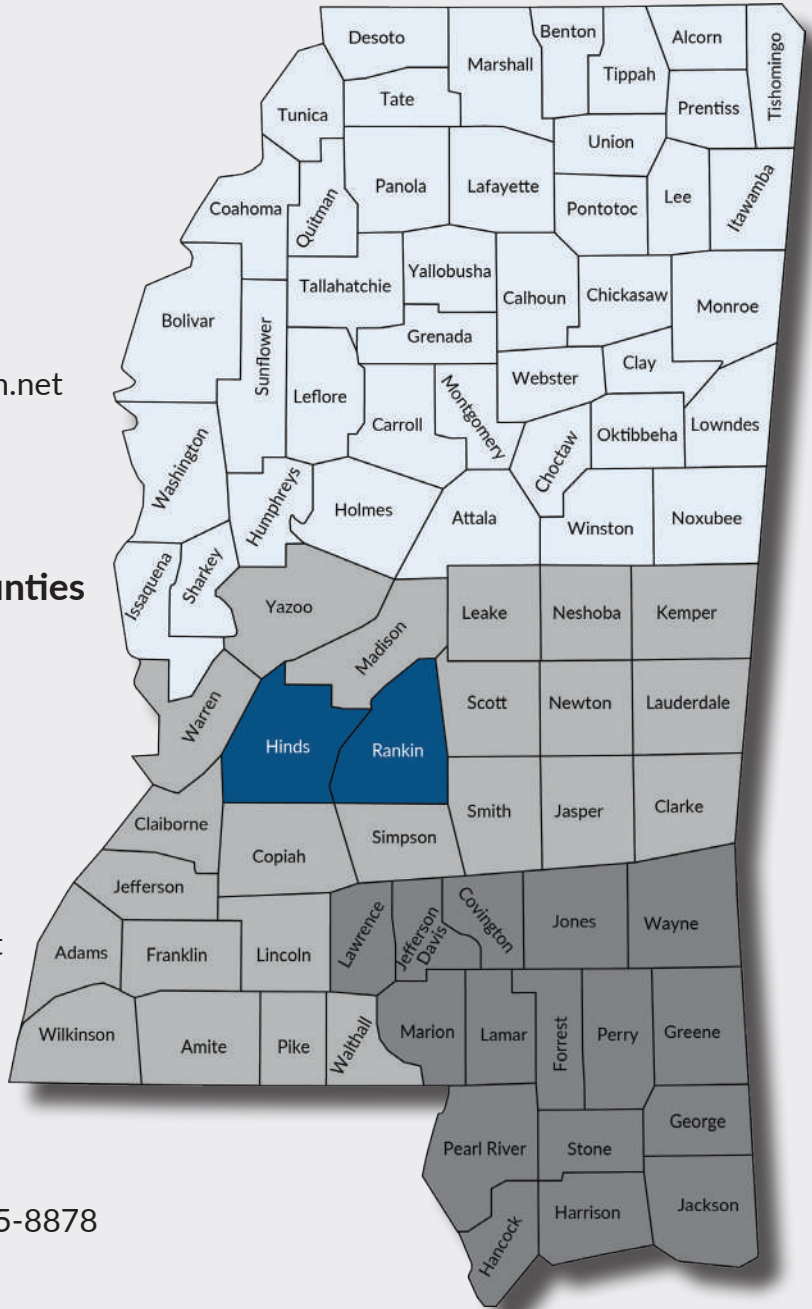 Desoto
Marshall
Benton
Tippah
Alcorn
Tishomingo
Tunica
Tate
Prentiss
Union
Panola
Lafayette
Pontotoc
Lee
Itawamba
Coahoma
Quitman
Tallahatchie
Yallobusha
Calhoun
Chickasaw
Monroe
Bolivar
Sunflower
Grenada
Leflore
Carroll
Montgomery
Webster
Clay
n.net
Washington
Choctaw
Oktibbeha
Lowndes
Humphreys
Holmes
Attala
Winston
Noxubee
Issaquena
Sharkey
unties
Yazoo
Madison
Leake
Neshoba
Kemper
Warren
Hinds
Rankin
Scott
Newton
Lauderdale
Claiborne
Copiah
Simpson
Smith
Jasper
Clarke
Jefferson
Lawrence
Jefferson
Davis
Covington
Jones
Wayne
t
Adams
Franklin
Lincoln
Wilkinson
Amite
Pike
Walthall
Marion
Lamar
Forrest
Perry
Greene
George
Pearl River
Stone
5-8878
Hancock
Harrison
Jackson